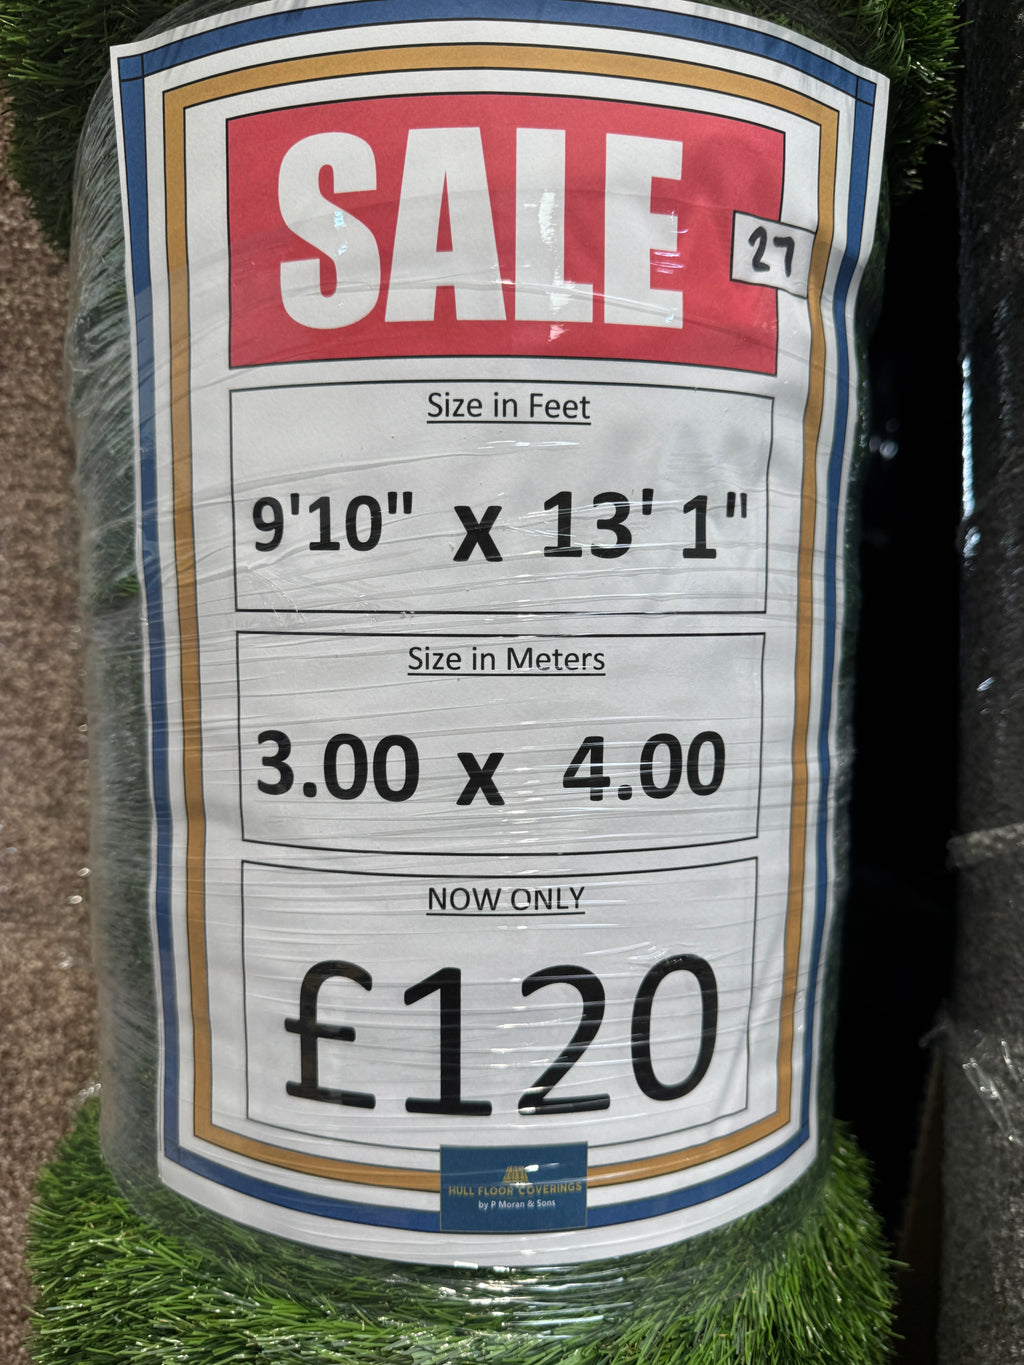 SALE
27
Size in Feet
9'10" x 13' 1"
Size in Meters
3.00 x 4.00
NOW ONLY
£120
HULL FLOOR COVERINGS
by P Moran & Sons